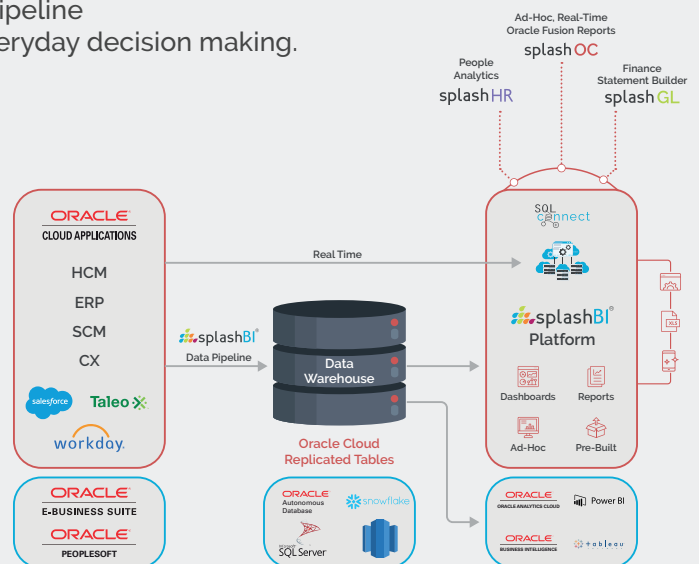 ipeline
eryday decision making.
Ad-Hoc, Real-Time
Oracle Fusion Reports
splashOC
People
Analytics
splashHR
Finance
Statement Builder
splashGL
ORACLE®
CLOUD APPLICATIONS
HCM
ERP
SCM
CX
salesforce
Taleo
workday.
ORACLE®
E-BUSINESS SUITE
ORACLE®
PEOPLESOFT
Real Time
splashBI®
Data Pipeline
Data
Warehouse
Oracle Cloud
Replicated Tables
ORACLE®
Autonomous
Database
snowflake
Microsoft
SQL Server
SQL
connect
splashBI®
Platform
Dashboards
Reports
Ad-Hoc
Pre-Built
XLS
ORACLE®
ORACLE ANALYTICS CLOUD
Power BI
ORACLE®
BUSINESS INTELLIGENCE
+ableau